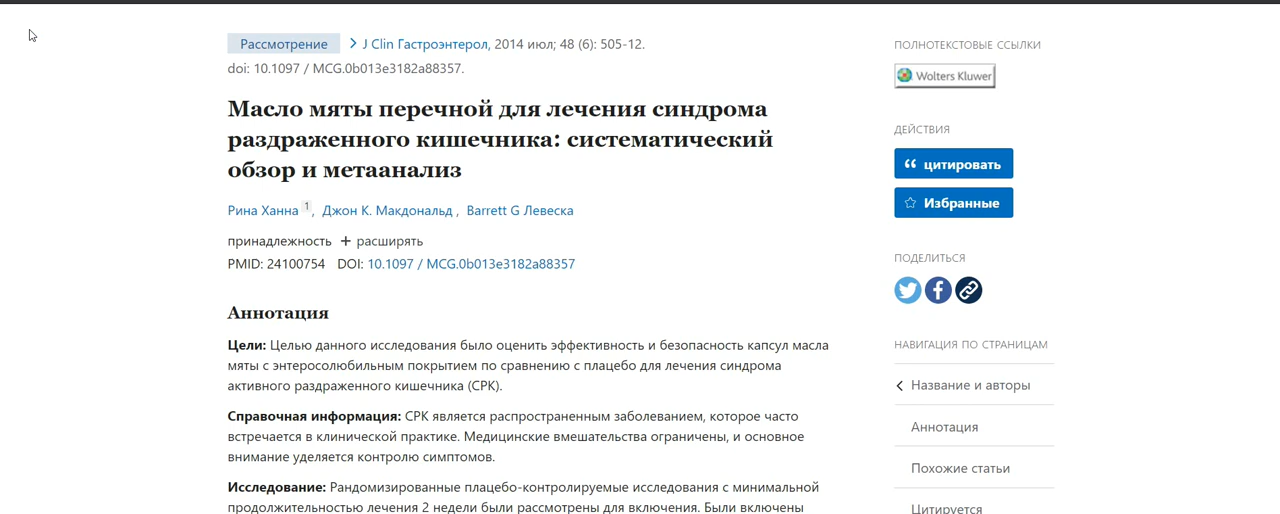 Рассмотрение > J Clin Гастроэнтерол, 2014 июл; 48 (6): 505-12.
doi: 10.1097 / MCG.0b013e3182a88357.
Масло мяты перечной для лечения синдрома
раздраженного кишечника: систематический
обзор и метаанализ
Рина Ханна 1, Джон К. Макдональд , Barrett G Левеска
принадлежность + расширять
PMID: 24100754 DOI: 10.1097 / MCG.0b013e3182a88357
Аннотация
Цели: Целью данного исследования было оценить эффективность и безопасность капсул масла
мяты с энтеросолюбильным покрытием по сравнению с плацебо для лечения синдрома
активного раздраженного кишечника (СРК).
Справочная информация: СРК является распространенным заболеванием, которое часто
встречается в клинической практике. Медицинские вмешательства ограничены, и основное
внимание уделяется контролю симптомов.
Исследование: Рандомизированные плацебо-контролируемые исследования с минимальной
продолжительностью лечения 2 недели были рассмотрены для включения. Были включены
ПОЛНОТЕКСТОВЫЕ ССЫЛКИ
Wolters Kluwer
ДЕЙСТВИЯ
цитировать
Избранные
ПОДЕЛИТЬСЯ
НАВИГАЦИЯ ПО СТРАНИЦАМ
Название и авторы
Аннотация
Похожие статьи
Цитируется